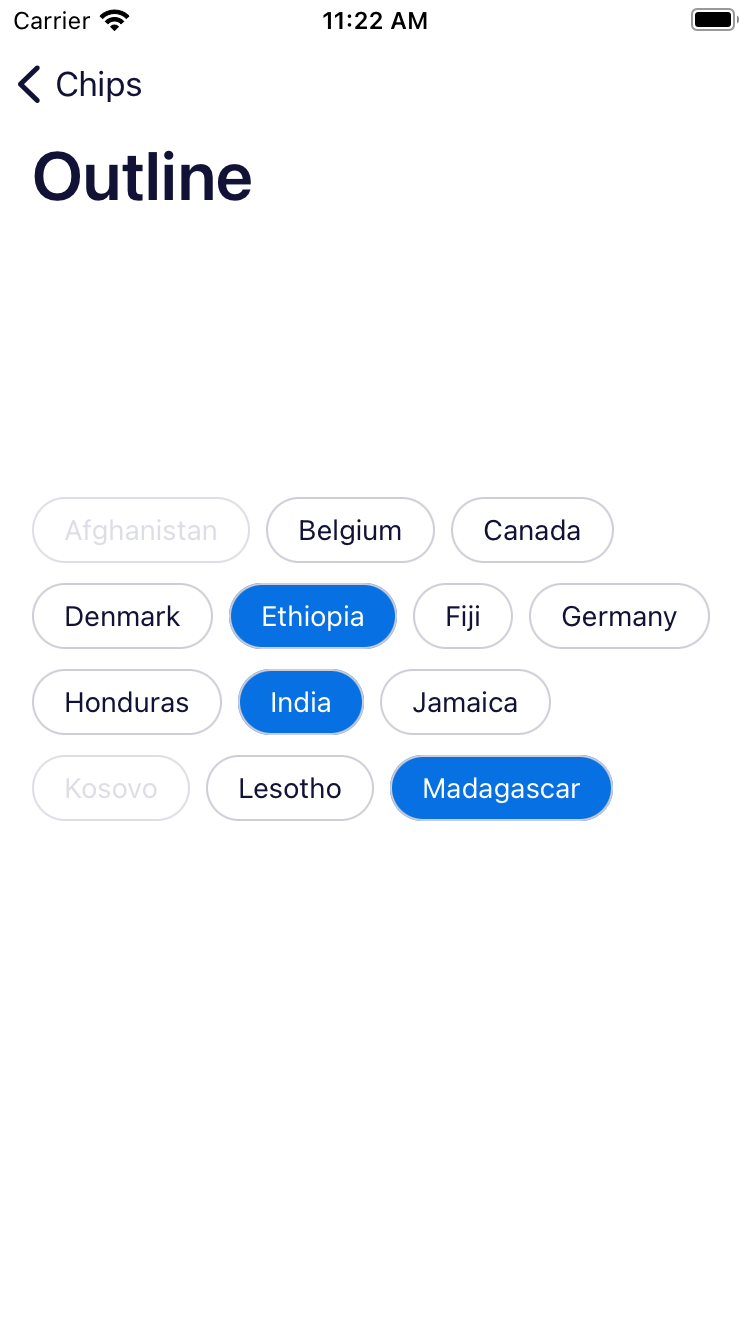 Carrier 11:22 AM
Chips
Outline
Afghanistan Belgium Canada
Denmark Ethiopia Fiji Germany
Honduras India Jamaica
Kosovo Lesotho Madagascar